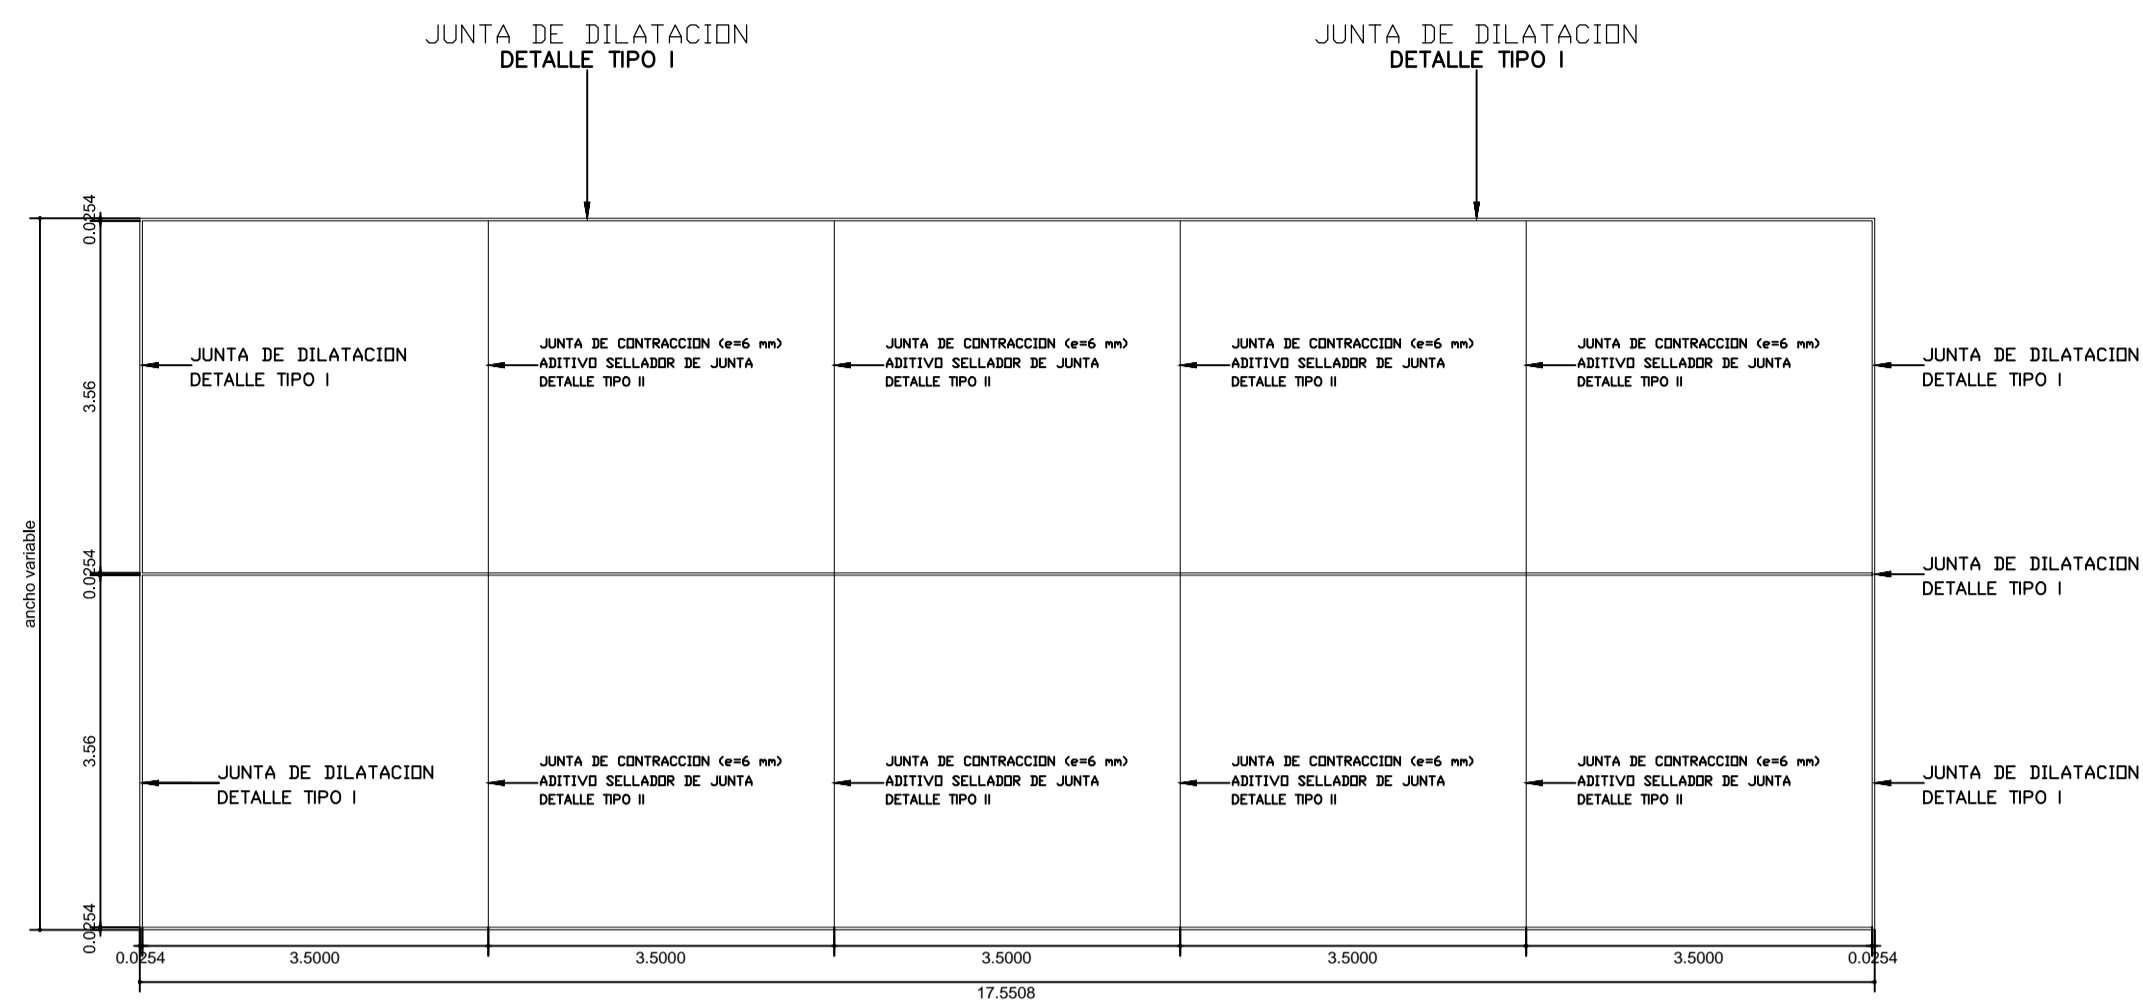 JUNTA DE DILATACION
DETALLE TIPO I
JUNTA DE DILATACION
DETALLE TIPO I
0.0254
3.56
0.0254
3.56
0.0254
ancho variable
JUNTA DE DILATACION
DETALLE TIPO I
JUNTA DE CONTRACCION (e=6 mm)
ADITIVO SELLADOR DE JUNTA
DETALLE TIPO II
JUNTA DE CONTRACCION (e=6 mm)
ADITIVO SELLADOR DE JUNTA
DETALLE TIPO II
JUNTA DE CONTRACCION (e=6 mm)
ADITIVO SELLADOR DE JUNTA
DETALLE TIPO II
JUNTA DE CONTRACCION (e=6 mm)
ADITIVO SELLADOR DE JUNTA
DETALLE TIPO II
JUNTA DE DILATACION
DETALLE TIPO I
JUNTA DE DILATACION
DETALLE TIPO I
JUNTA DE DILATACION
DETALLE TIPO I
JUNTA DE CONTRACCION (e=6 mm)
ADITIVO SELLADOR DE JUNTA
DETALLE TIPO II
JUNTA DE CONTRACCION (e=6 mm)
ADITIVO SELLADOR DE JUNTA
DETALLE TIPO II
JUNTA DE CONTRACCION (e=6 mm)
ADITIVO SELLADOR DE JUNTA
DETALLE TIPO II
JUNTA DE CONTRACCION (e=6 mm)
ADITIVO SELLADOR DE JUNTA
DETALLE TIPO II
JUNTA DE DILATACION
DETALLE TIPO I
0.0254 3.5000 3.5000 3.5000 3.5000 3.5000 0.0254
17.5508